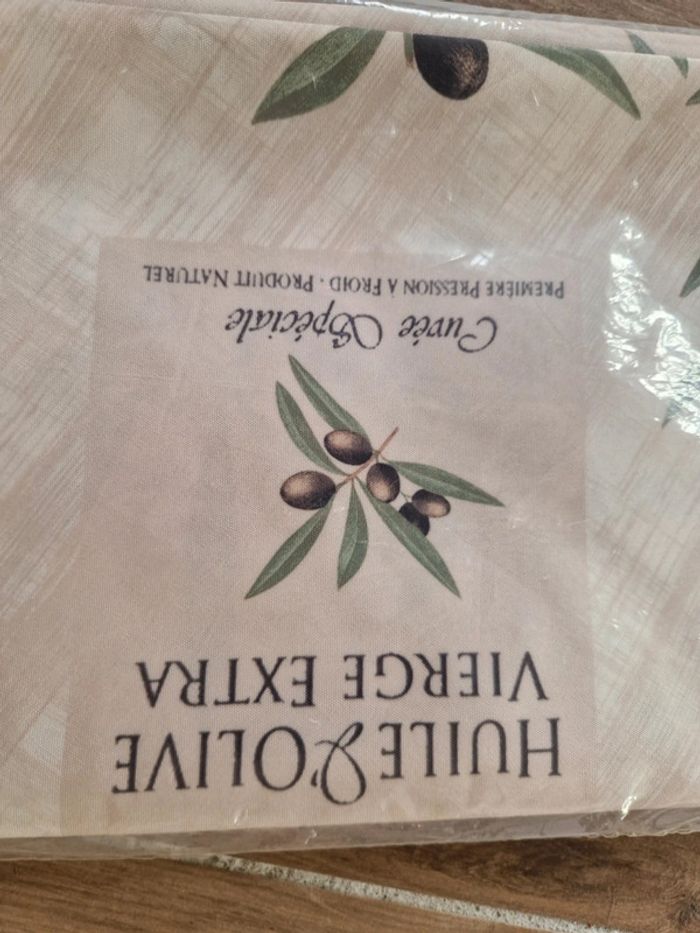 HUILE d'OLIVE
VIERGE EXTRA
Cuvée Spéciale
PREMIÈRE PRESSION À FROID · PRODUIT NATUREL